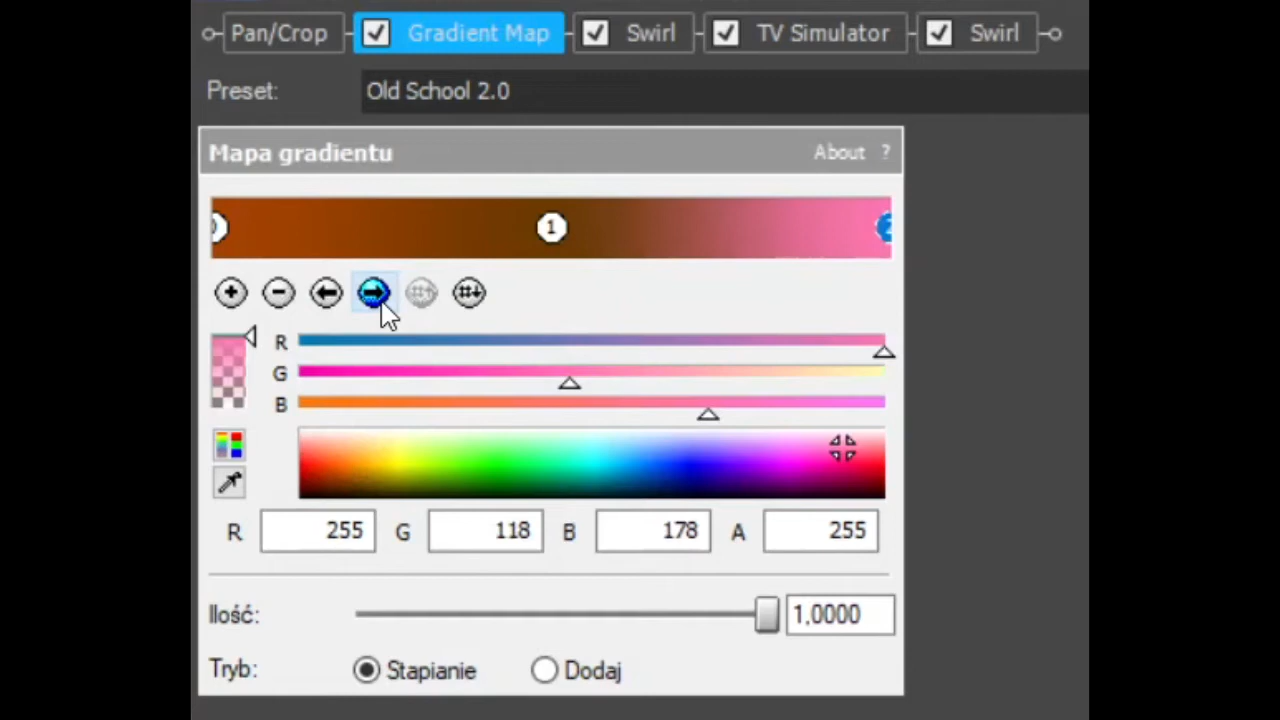 Pan/Crop Gradient Map Swirl TV Simulator Swirl
Preset: Old School 2.0
Mapa gradientu About ?
1 2
R
G
B
R 255 G 118 B 178 A 255
Ilość: 1,0000
Tryb: Stapianie Dodaj